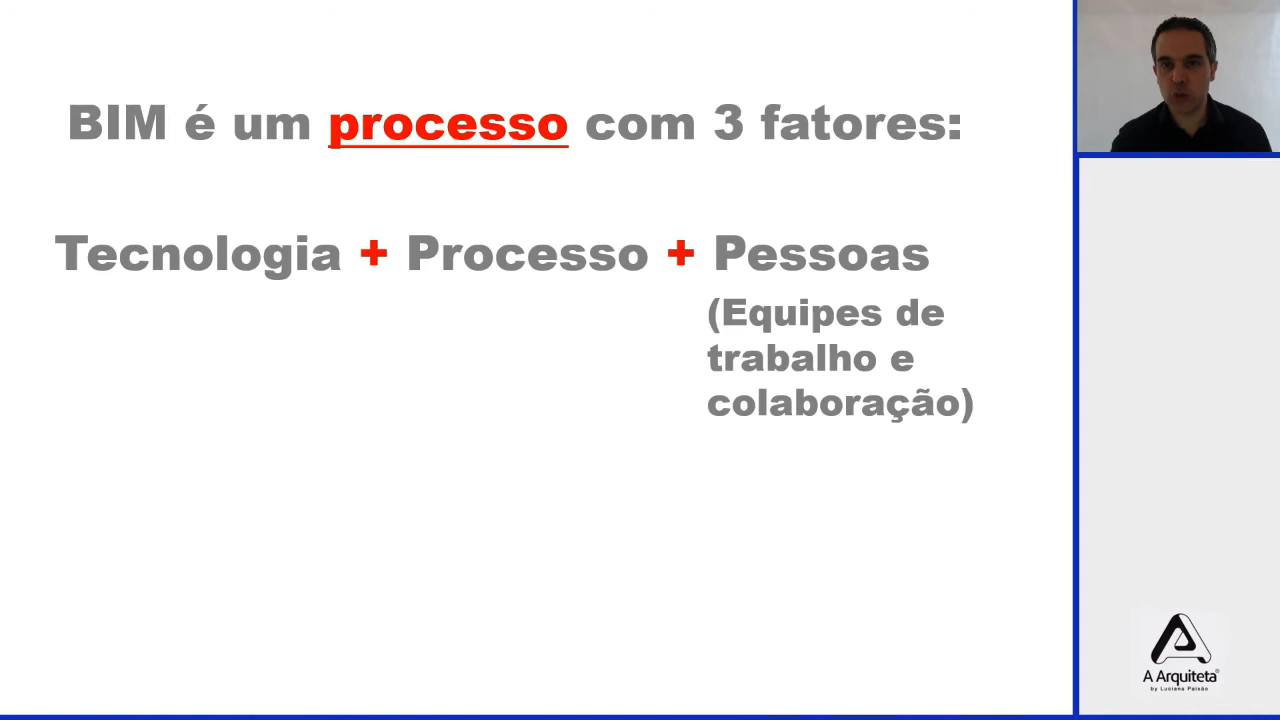 BIM é um processo com 3 fatores:
Tecnologia + Processo + Pessoas
(Equipes de
trabalho e
colaboração)
A Arquiteta®
by Luciana Paixão